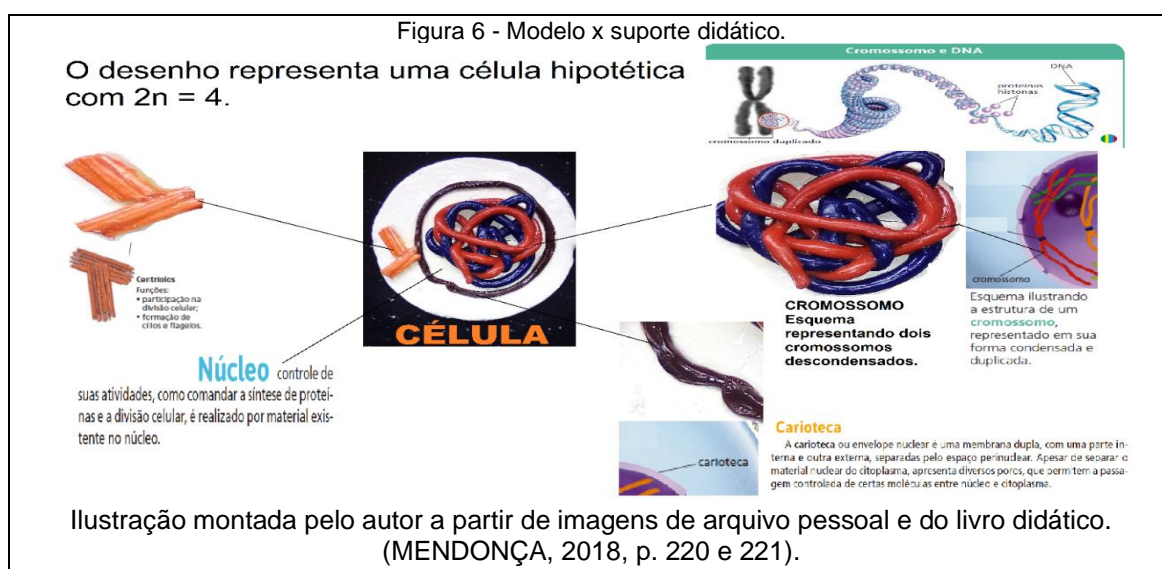 Figura 6 - Modelo x suporte didático.
O desenho representa uma célula hipotética
com 2n = 4.
Cromossomo e DNA
DNA
proteínas
histonas
cromossomo duplicado
Centríolos
Funções:
• participação na
divisão celular;
• formação de
cílios e flagelos.
CÉLULA
Núcleo controle de
suas atividades, como comandar a síntese de proteí-
nas e a divisão celular, é realizado por material exis-
tente no núcleo.
CROMOSSOMO
Esquema
representando dois
cromossomos
descondensados.
cromossomo
Esquema ilustrando
a estrutura de um
cromossomo,
representado em sua
forma condensada e
duplicada.
carioteca
Carioteca
A carioteca ou envelope nuclear é uma membrana dupla, com uma parte in-
terna e outra externa, separadas pelo espaço perinuclear. Apesar de separar o
material nuclear do citoplasma, apresenta diversos poros, que permitem a passa-
gem controlada de certas moléculas entre núcleo e citoplasma.
Ilustração montada pelo autor a partir de imagens de arquivo pessoal e do livro didático.
(MENDONÇA, 2018, p. 220 e 221).